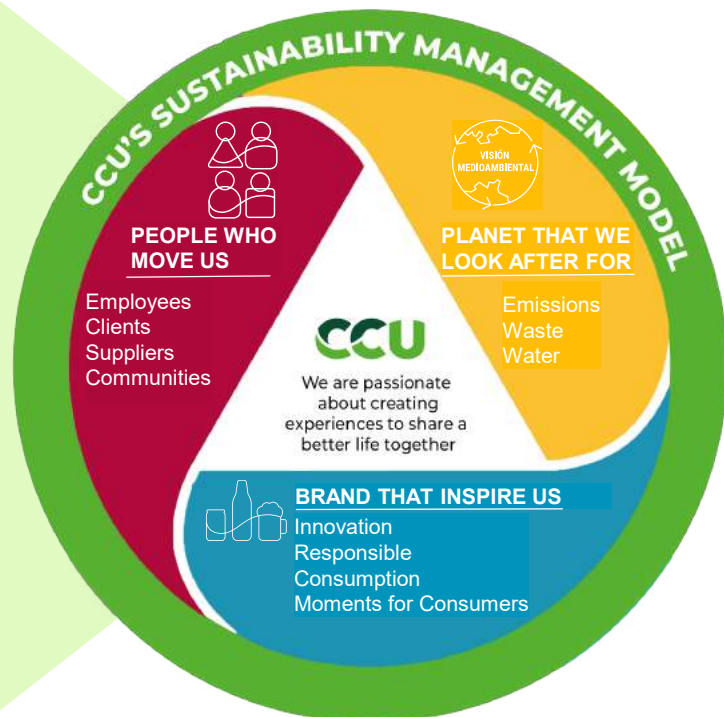 CCU'S SUSTAINABILITY MANAGEMENT MODEL
PEOPLE WHO
MOVE US
Employees
Clients
Suppliers
Communities
VISIÓN
MEDIOAMBIENTAL
PLANET THAT WE
LOOK AFTER FOR
Emissions
Waste
Water
CCU
We are passionate
about creating
experiences to share a
better life together
BRAND THAT INSPIRE US
Innovation
Responsible
Consumption
Moments for Consumers